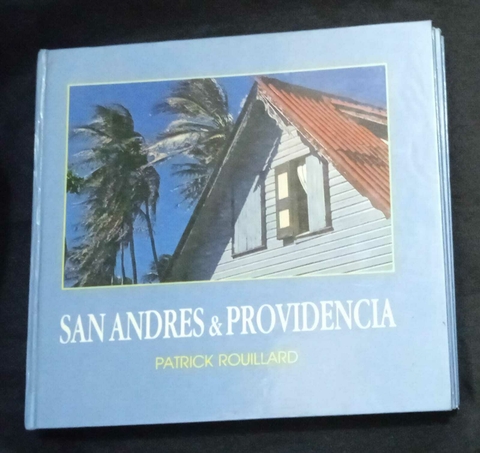 SAN ANDRES & PROVIDENCIA
PATRICK ROUILLARD